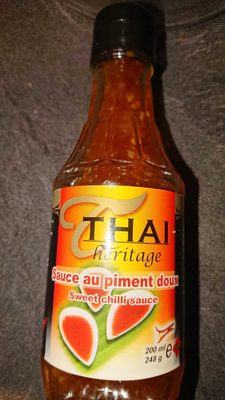 THAI
héritage
Sauce au piment doux
Sweet chilli sauce
200 ml
248 g e